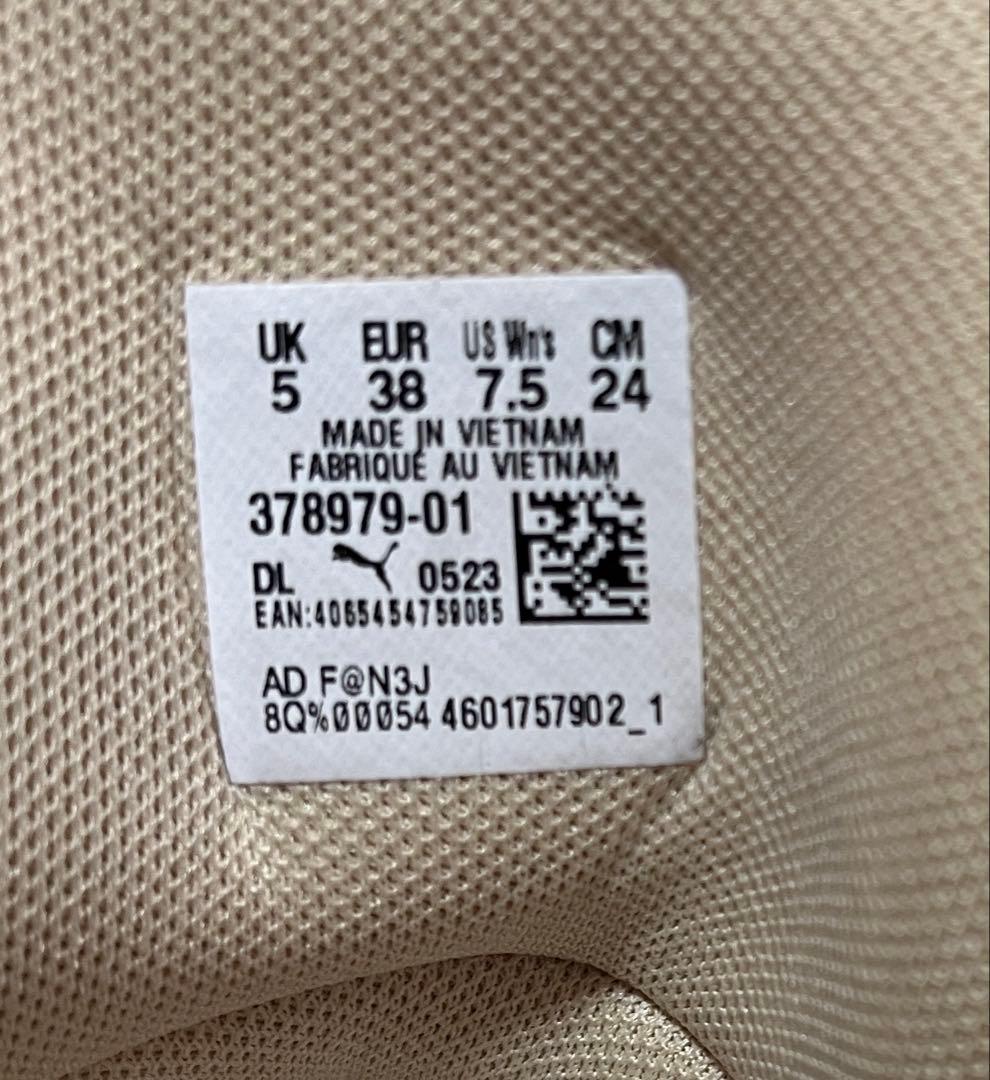 UK EUR US Wn's CM
5 38 7.5 24
MADE IN VIETNAM
FABRIQUÉ AU VIETNAM
378979-01
DL 0523
EAN:4065454759085
AD F@N3J
8Q%00054 4601757902_1